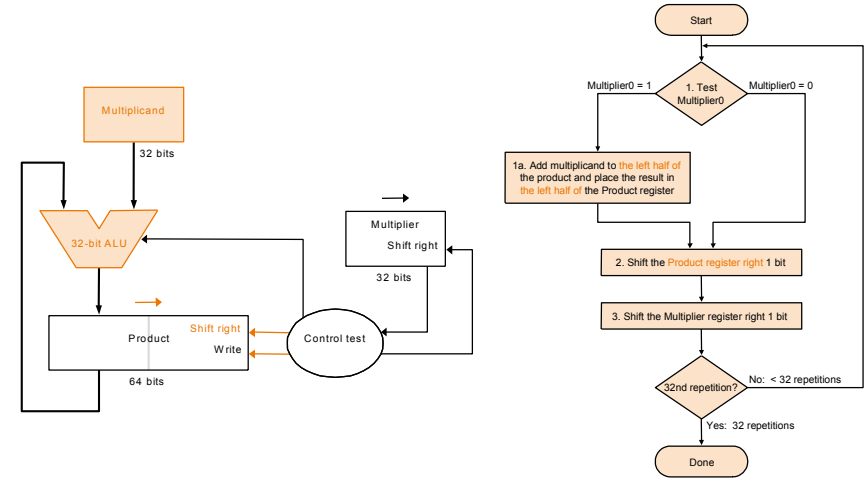 Multiplicand
32 bits
32-bit ALU
Multiplier
Shift right
32 bits
Product
Shift right
Write
Control test
64 bits
Start
Multiplier0 = 1
1. Test
Multiplier0
Multiplier0 = 0
1a. Add multiplicand to the left half of
the product and place the result in
the left half of the Product register
2. Shift the Product register right 1 bit
3. Shift the Multiplier register right 1 bit
32nd repetition?
No: < 32 repetitions
Yes: 32 repetitions
Done